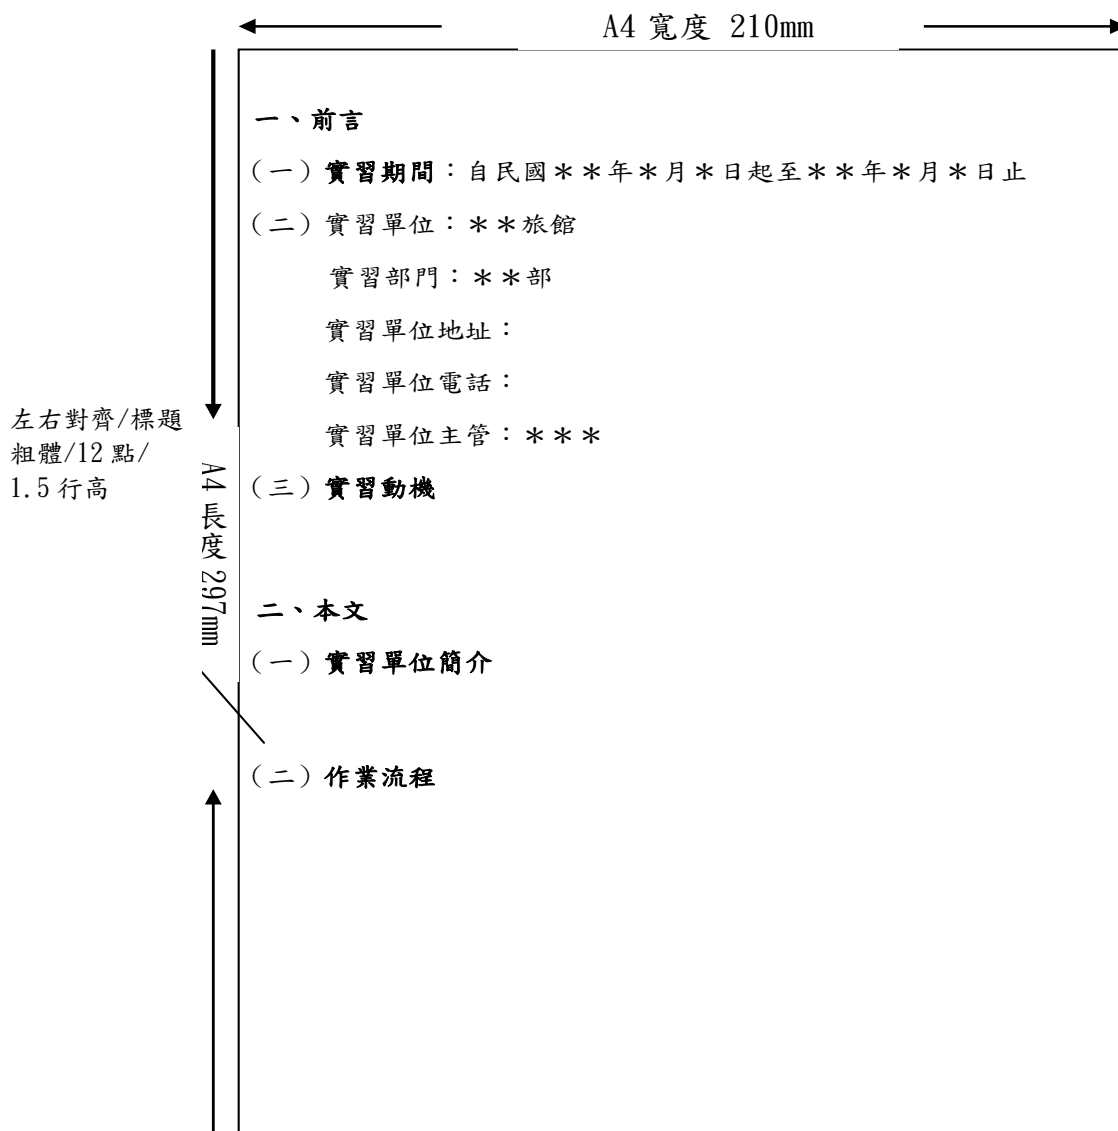 A4 寬度 210mm
一、前言
（一）實習期間：自民國＊＊年＊月＊日起至＊＊年＊月＊日止
（二）實習單位：＊＊旅館
實習部門：＊＊部
實習單位地址：
實習單位電話：
實習單位主管：＊＊＊
（三）實習動機
二、本文
（一）實習單位簡介
（二）作業流程
左右對齊/標題
粗體/12 點/
1.5 行高
A4 長度 297mm